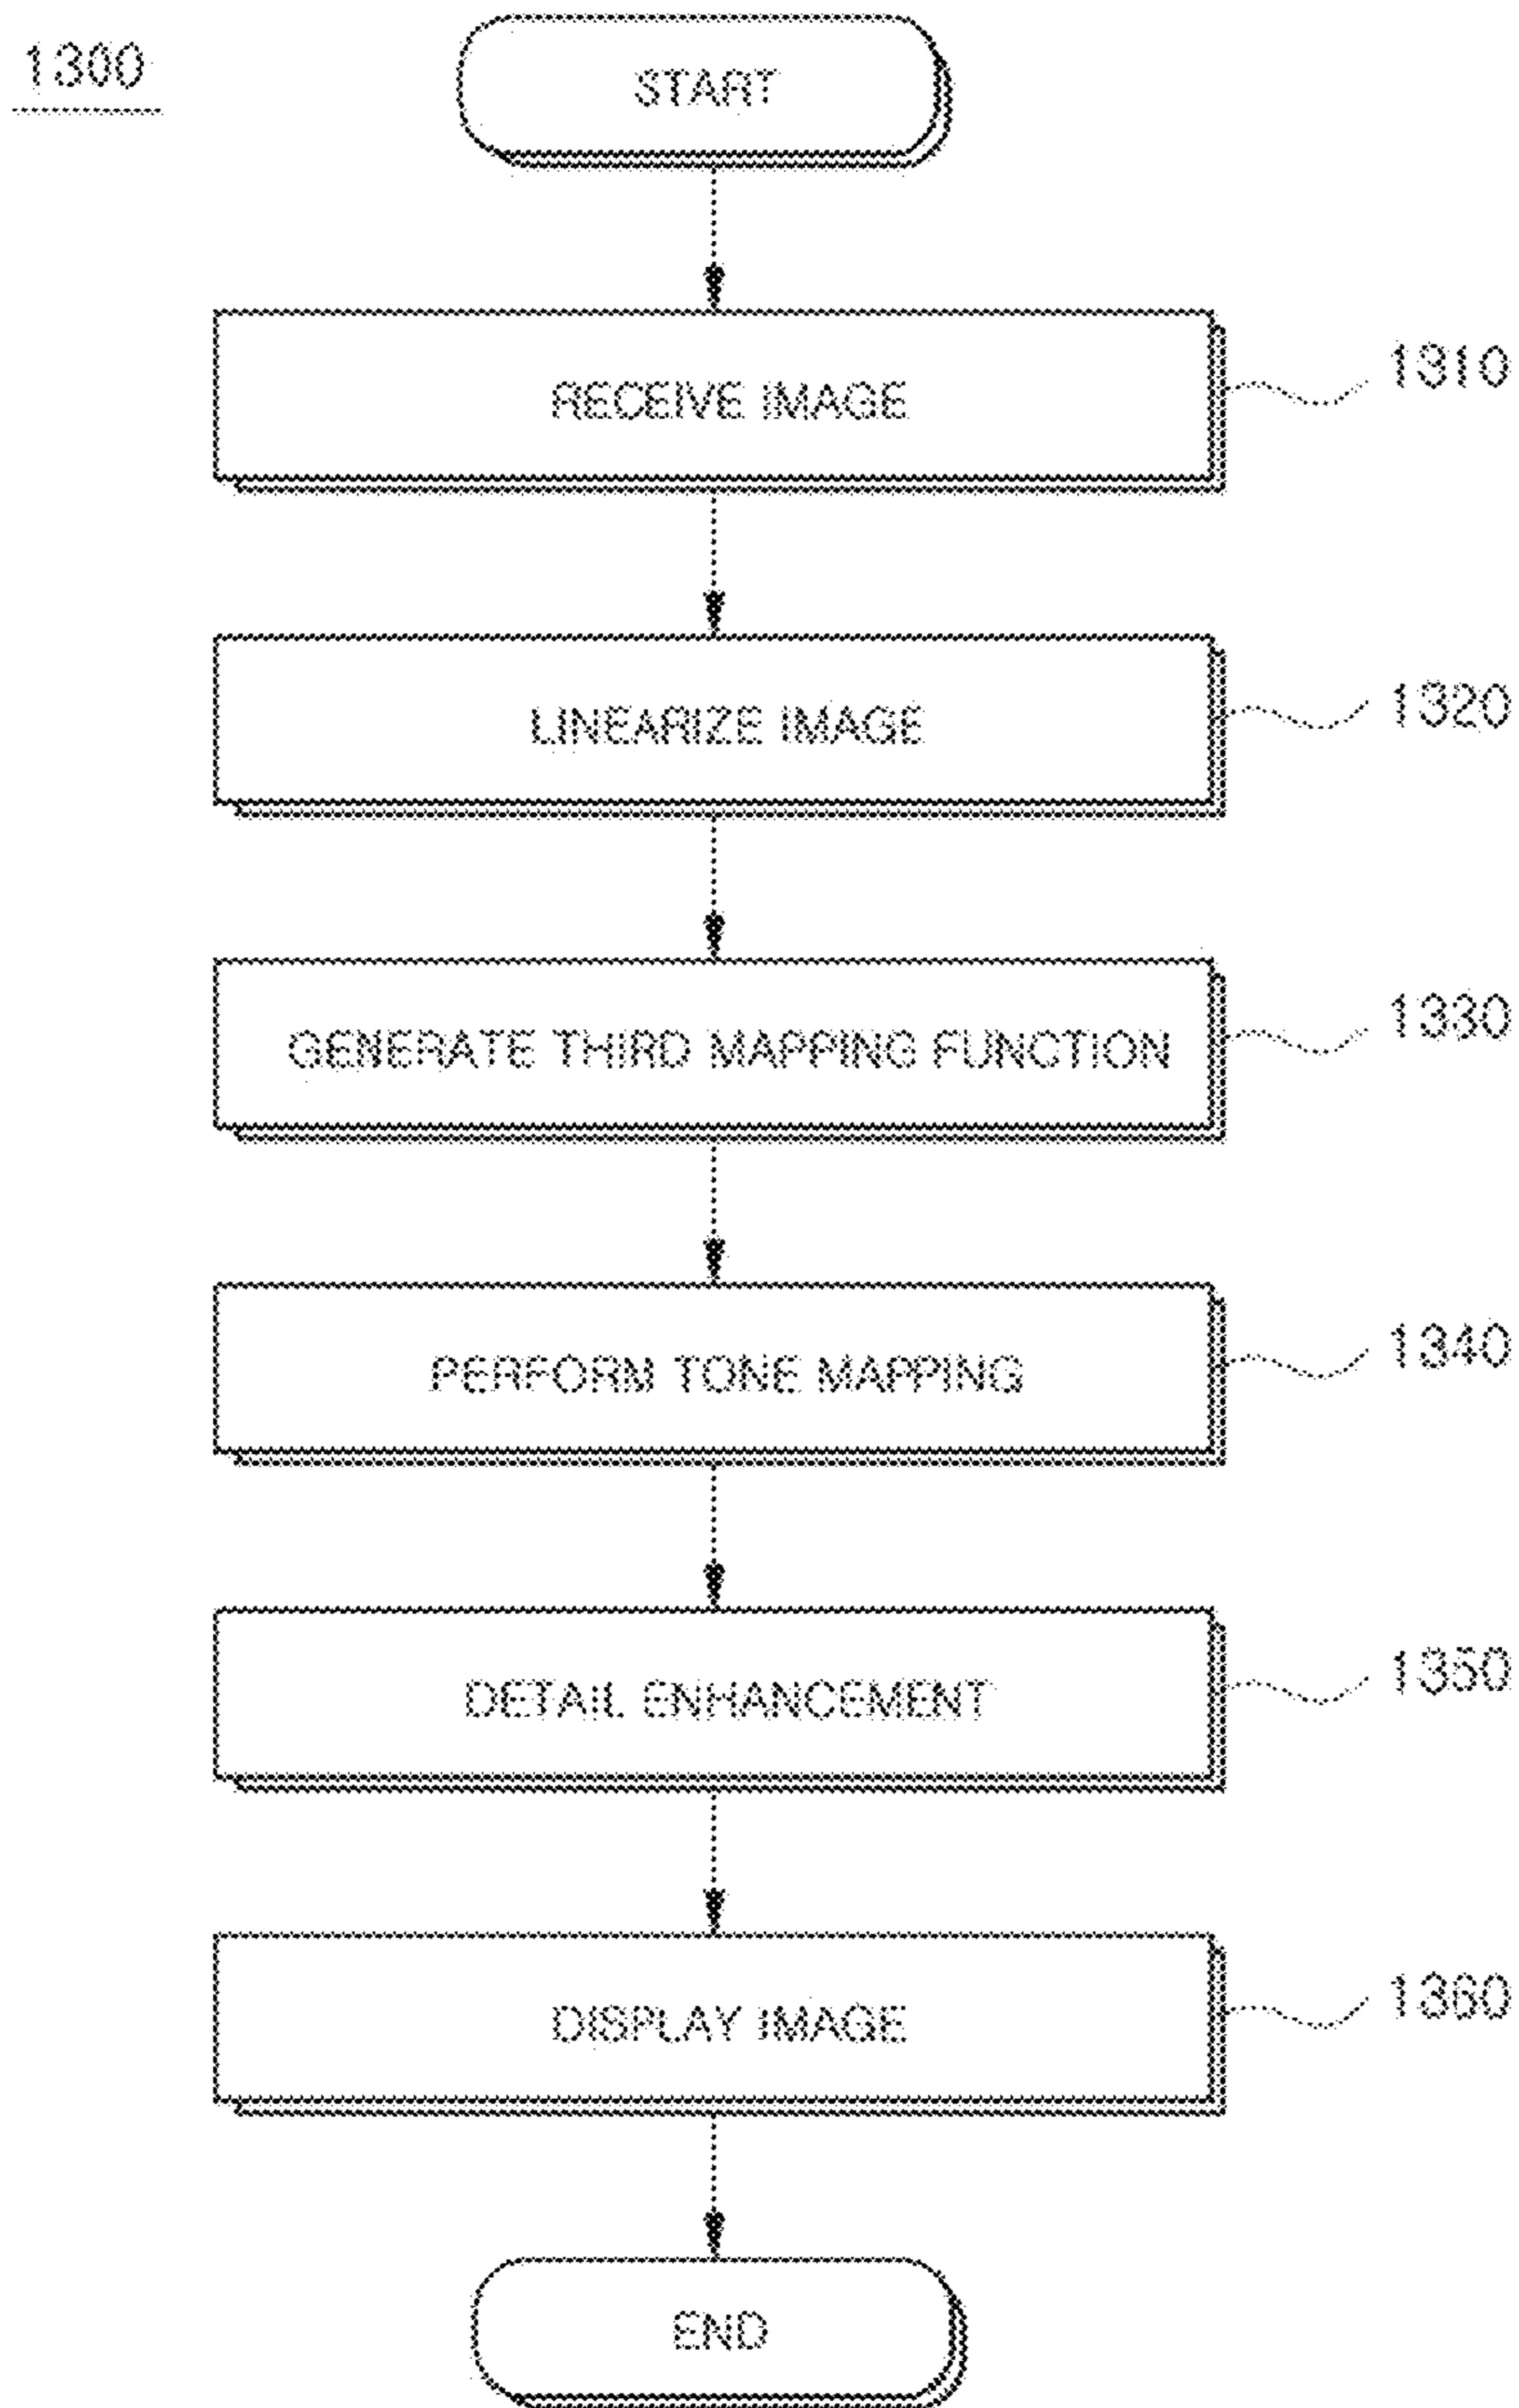 1300
START
RECEIVE IMAGE
1310
LINEARIZE IMAGE
1320
GENERATE THIRD MAPPING FUNCTION
1330
PERFORM TONE MAPPING
1340
DETAIL ENHANCEMENT
1350
DISPLAY IMAGE
1360
END